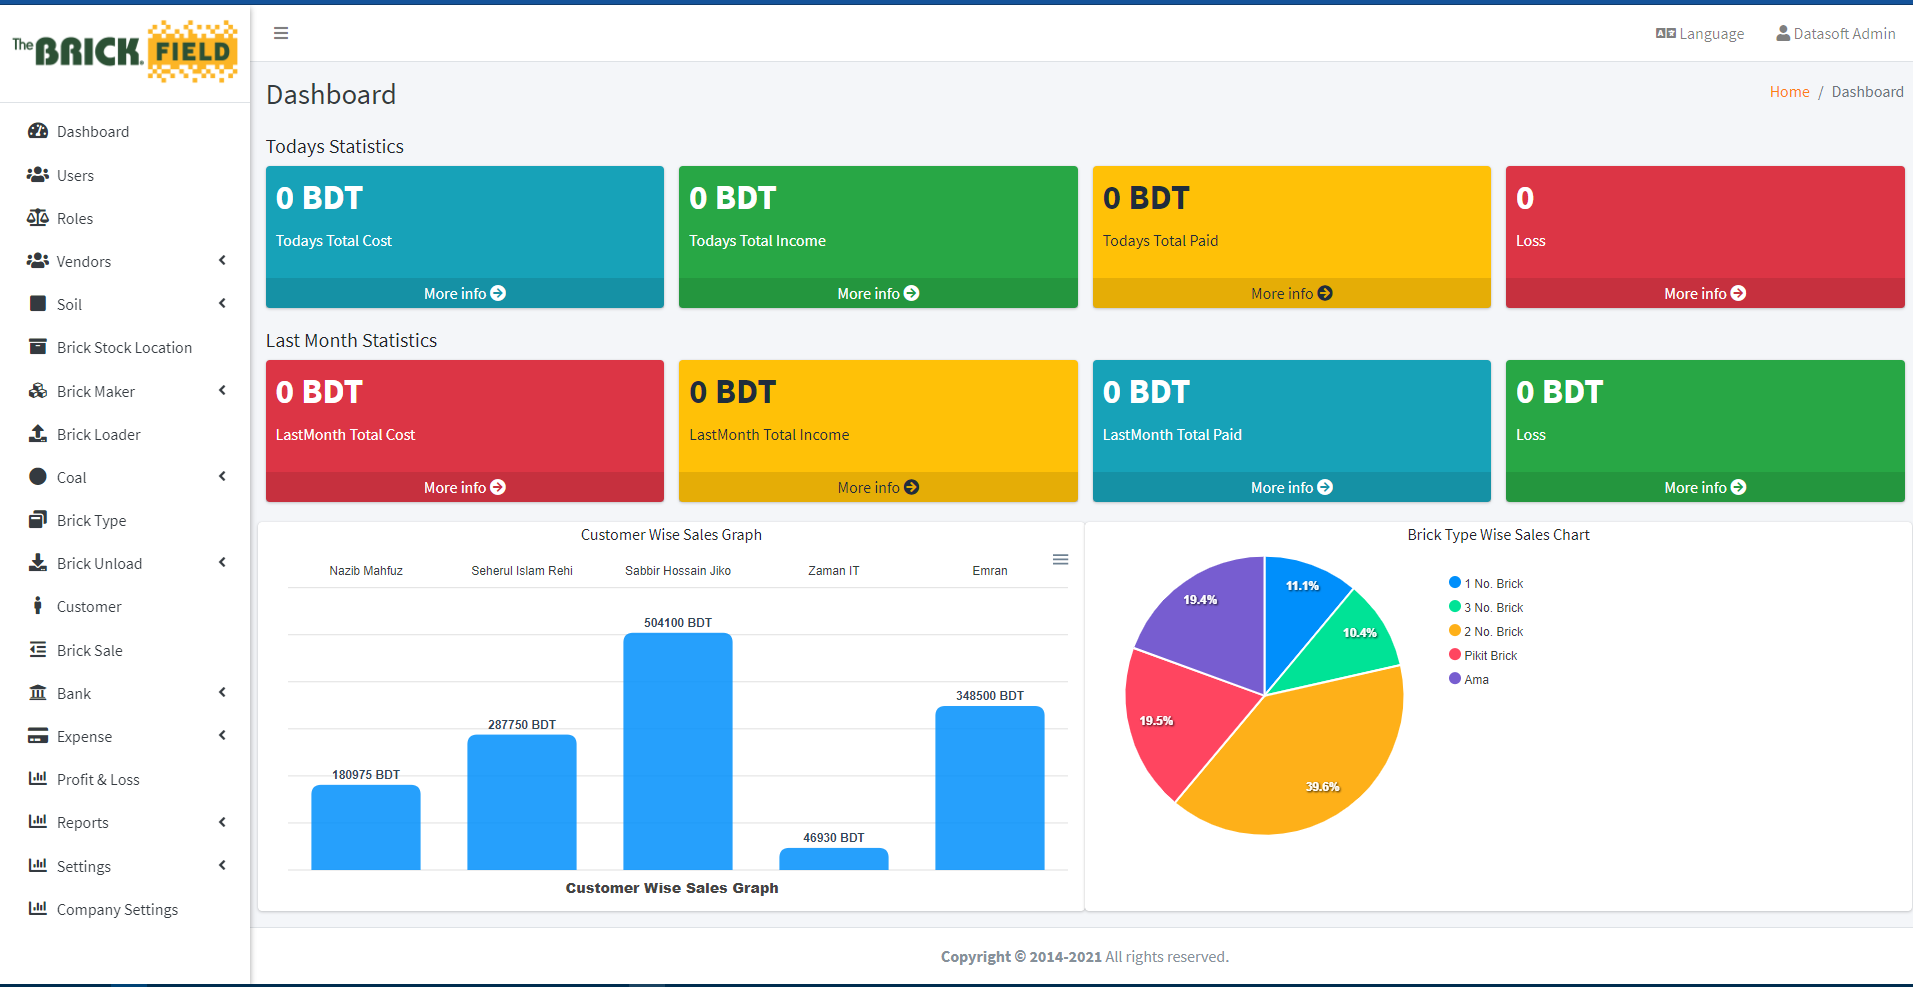 The BRICK. FIELD
Language
Datasoft Admin
Dashboard
Users
Roles
Vendors
Soil
Brick Stock Location
Brick Maker
Brick Loader
Coal
Brick Type
Brick Unload
Customer
Brick Sale
Bank
Expense
Profit & Loss
Reports
Settings
Company Settings
Dashboard
Home / Dashboard
Todays Statistics
0 BDT
Todays Total Cost
More info
0 BDT
Todays Total Income
More info
0 BDT
Todays Total Paid
More info
0
Loss
More info
Last Month Statistics
0 BDT
LastMonth Total Cost
More info
0 BDT
LastMonth Total Income
More info
0 BDT
LastMonth Total Paid
More info
0 BDT
Loss
More info
Customer Wise Sales Graph
Nazib Mahfuz
Seherul Islam Rehi
Sabbir Hossain Jiko
Zaman IT
Emran
180975 BDT
287750 BDT
504100 BDT
46930 BDT
348500 BDT
Customer Wise Sales Graph
Brick Type Wise Sales Chart
11.1%
10.4%
39.6%
19.5%
19.4%
1 No. Brick
3 No. Brick
2 No. Brick
Pikit Brick
Ama
Copyright © 2014-2021 All rights reserved.